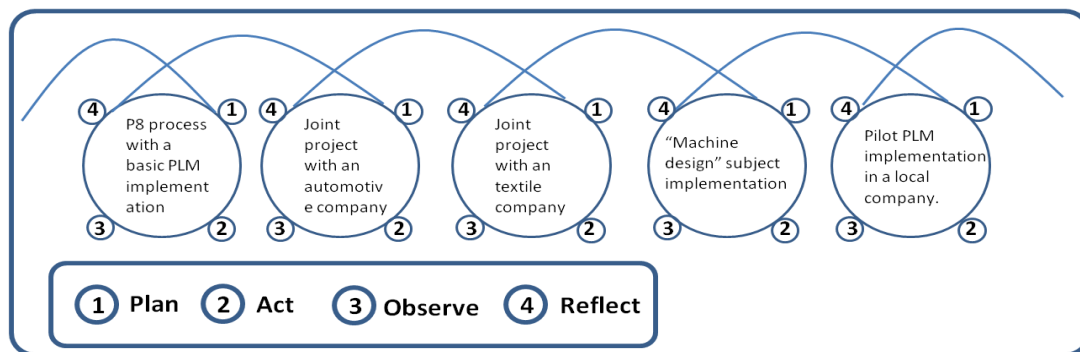 4
1
P8 process
with a
basic PLM
implement
ation
3
2
4
1
Joint
project
with an
automotiv
e company
3
2
4
1
Joint
project
with an
textile
company
3
2
4
1
“Machine
design” subject
implementation
3
2
4
1
Pilot PLM
implementation
in a local
company.
3
2
1 Plan 2 Act 3 Observe 4 Reflect